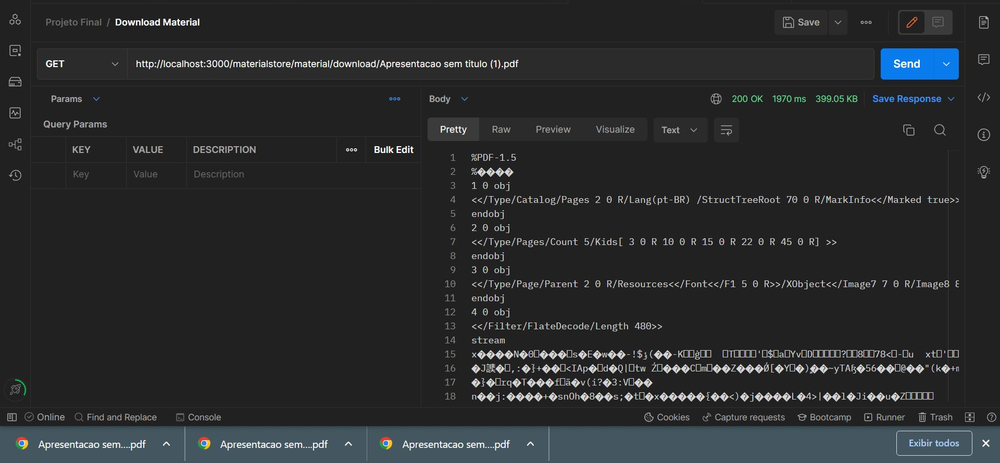 Projeto Final / Download Material
Save
GET
http://localhost:3000/materialstore/material/download/Apresentacao sem titulo (1).pdf
Send
Params
Query Params
KEY VALUE DESCRIPTION ooo Bulk Edit
Key Value Description
Body
200 OK 1970 ms 399.05 KB Save Response
Pretty Raw Preview Visualize Text
1 %PDF-1.5
2 %����
3 1 0 obj
4 <</Type/Catalog/Pages 2 0 R/Lang(pt-BR) /StructTreeRoot 70 0 R/MarkInfo<</Marked true>>
5 endobj
6 2 0 obj
7 <</Type/Pages/Count 5/Kids[ 3 0 R 10 0 R 15 0 R 22 0 R 45 0 R] >>
8 endobj
9 3 0 obj
10 <</Type/Page/Parent 2 0 R/Resources<</Font<</F1 5 0 R>>/XObject<</Image7 7 0 R/Image8 8
11 endobj
12 4 0 obj
13 <</Filter/FlateDecode/Length 480>>
14 stream
15
16
17
18
Online Find and Replace Console
Cookies Capture requests Bootcamp Runner Trash
Apresentacao sem....pdf Apresentacao sem....pdf Apresentacao sem....pdf
Exibir todos